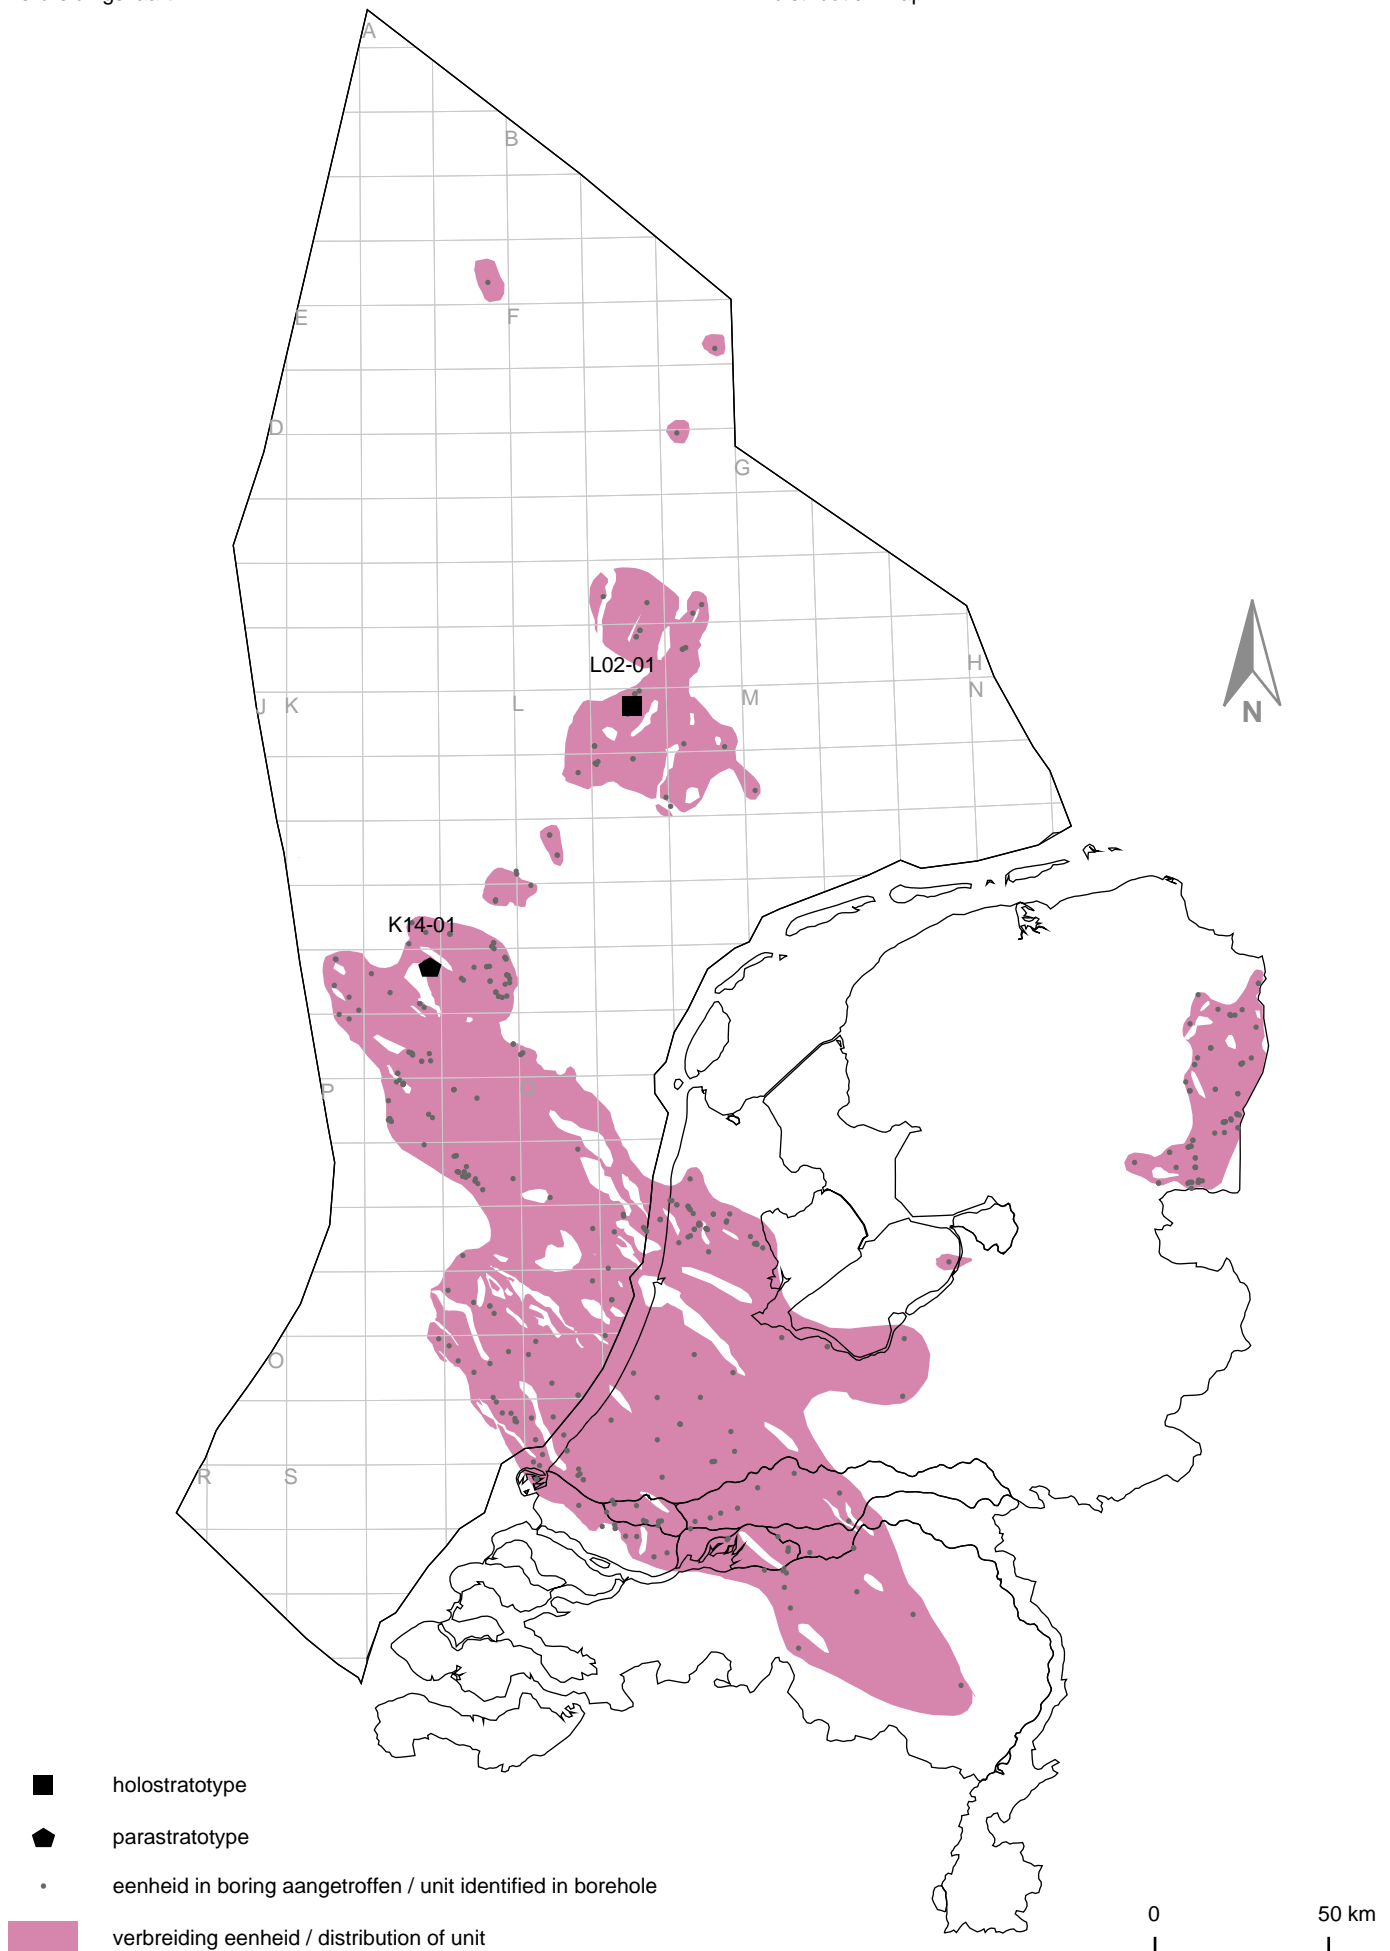 A
B
E
F
D
G
L02-01
H
N
J K
L
M
N
K14-01
P
Q
O
R
S
holostratotype
parastratotype
eenheid in boring aangetroffen / unit identified in borehole
0
50 km
verbreiding eenheid / distribution of unit